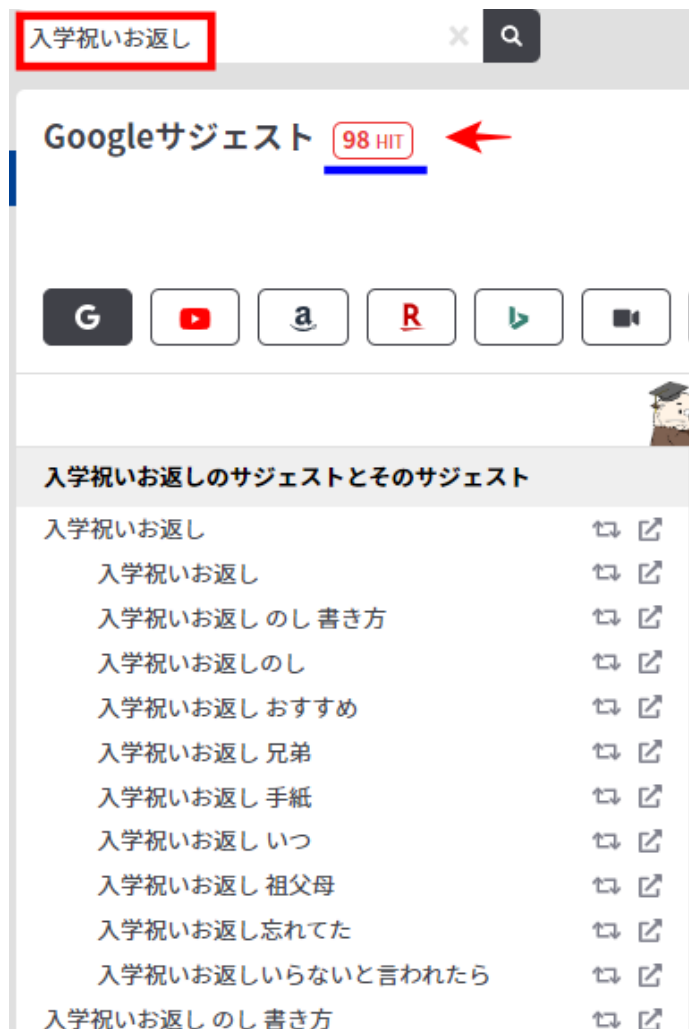 入学祝いお返し
Googleサジェスト 98 HIT
G a R
入学祝いお返しのサジェストとそのサジェスト
入学祝いお返し
入学祝いお返し
入学祝いお返し のし 書き方
入学祝いお返しのし
入学祝いお返し おすすめ
入学祝いお返し 兄弟
入学祝いお返し 手紙
入学祝いお返し いつ
入学祝いお返し 祖父母
入学祝いお返し忘れてた
入学祝いお返しいらないと言われたら
入学祝いお返し のし 書き方